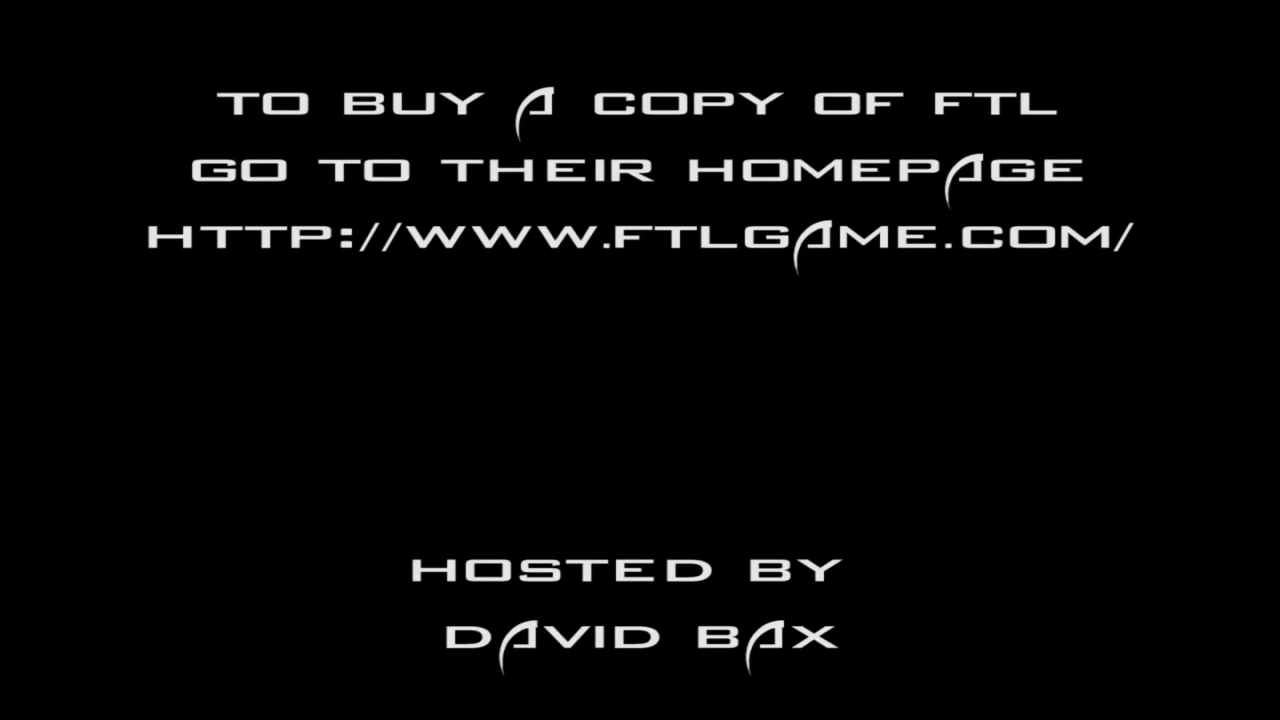 TO BUY A COPY OF FTL
GO TO THEIR HOMEPAGE
HTTP://WWW.FTLGAME.COM/
HOSTED BY
DAVID BAX